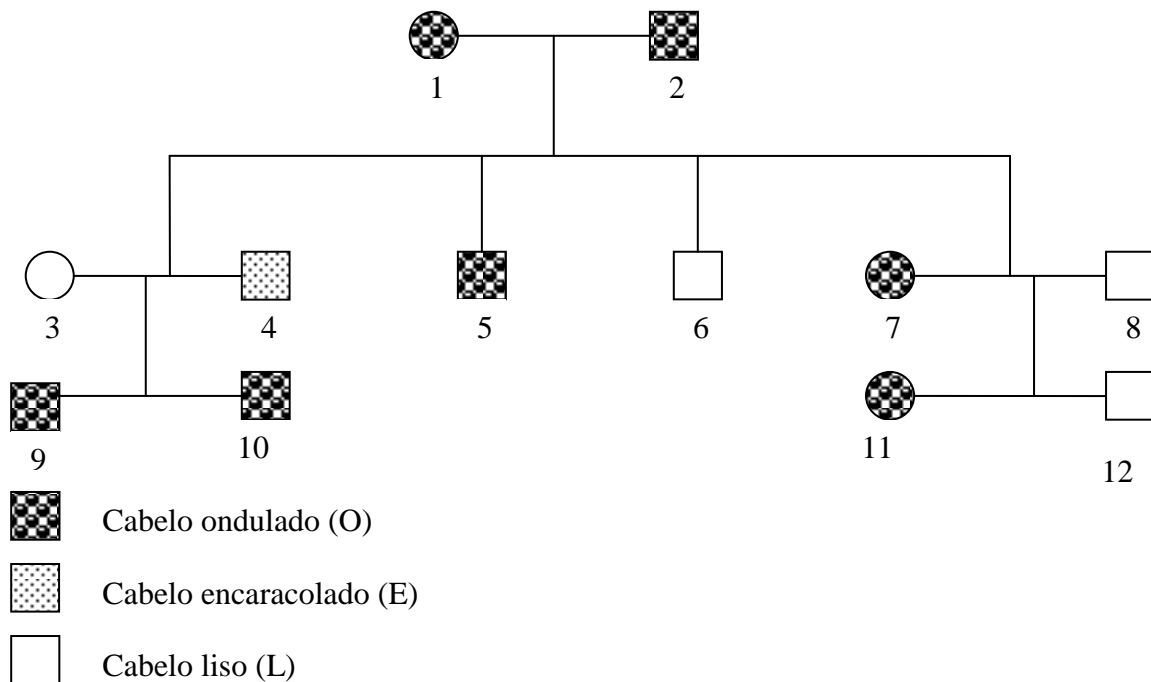 1 2
3 4 5 6 7 8
9 10 11 12
Cabelo ondulado (O)
Cabelo encaracolado (E)
Cabelo liso (L)